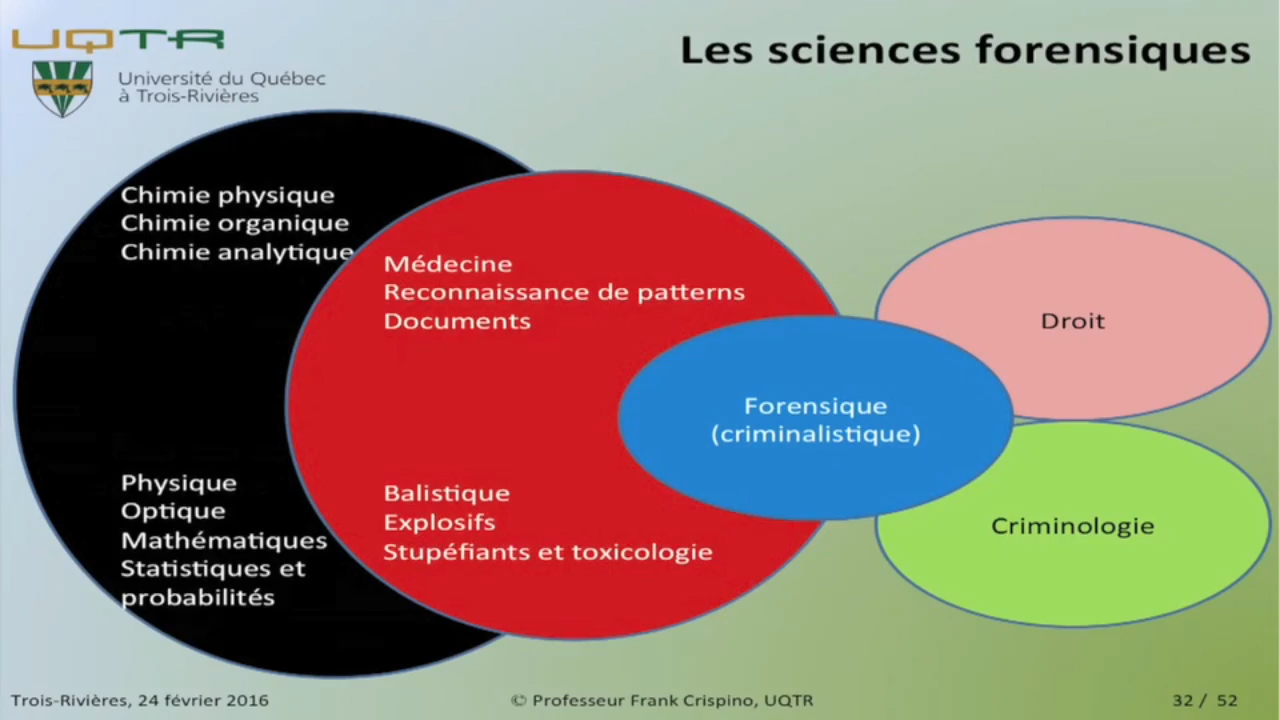 UQTR
Université du Québec
à Trois-Rivières
Les sciences forensiques
Chimie physique
Chimie organique
Chimie analytique
Médecine
Reconnaissance de patterns
Documents
Droit
Forensique
(criminalistique)
Physique
Optique
Mathématiques
Statistiques et
probabilités
Balistique
Explosifs
Stupéfiants et toxicologie
Criminologie
Trois-Rivières, 24 février 2016
© Professeur Frank Crispino, UQTR
32 / 52